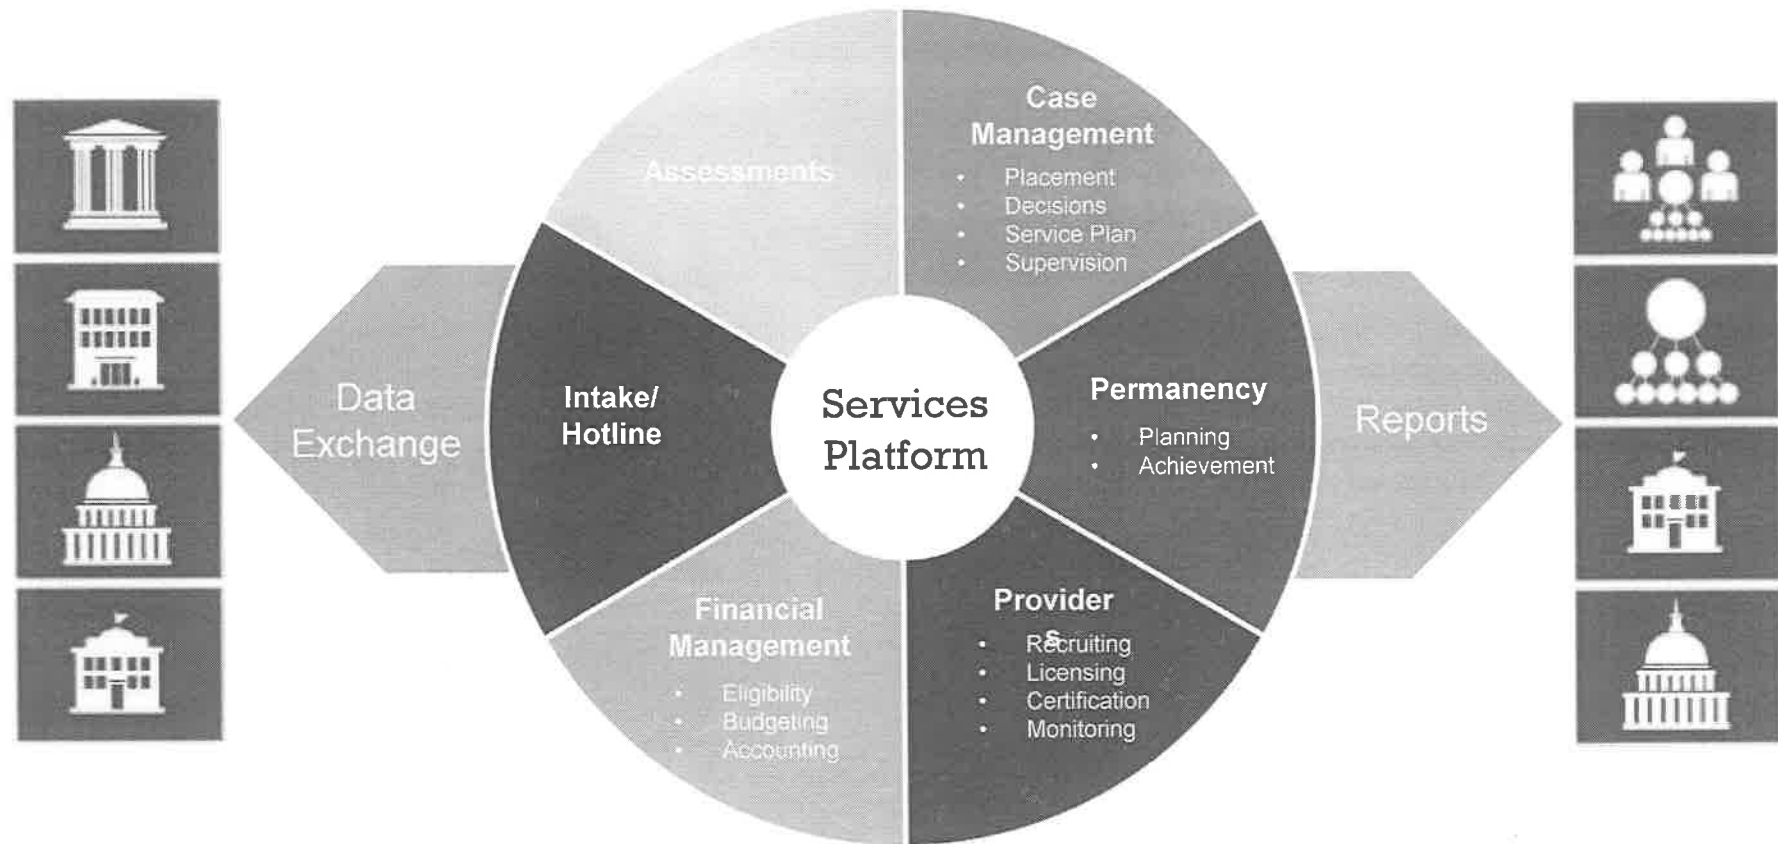 Assessments
Case
Management
• Placement
• Decisions
• Service Plan
• Supervision
Data
Exchange
Intake/
Hotline
Services
Platform
Permanency
• Planning
• Achievement
Reports
Financial
Management
• Eligibility
• Budgeting
• Accounting
Provider
s
• Recruiting
• Licensing
• Certification
• Monitoring